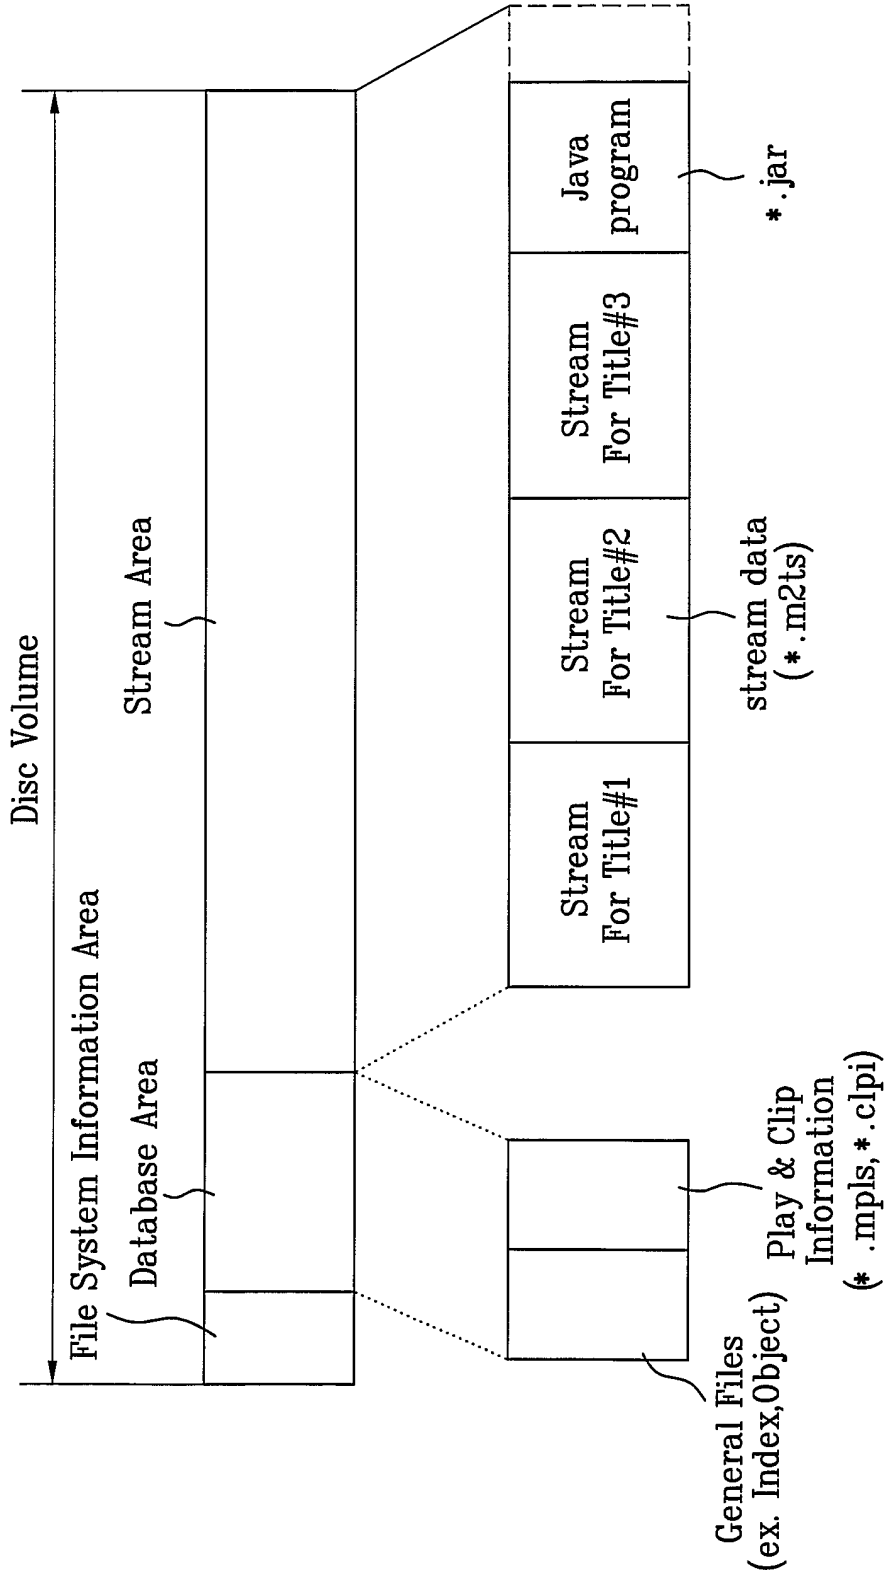 Disc Volume
File System Information Area
Database Area
Stream Area
Stream
For Title#1
Stream
For Title#2
Stream
For Title#3
Java
program
General Files
(ex. Index,Object)
Play & Clip
Information
(* .mpls,*.clpi)
stream data
(*.m2ts)
*.jar